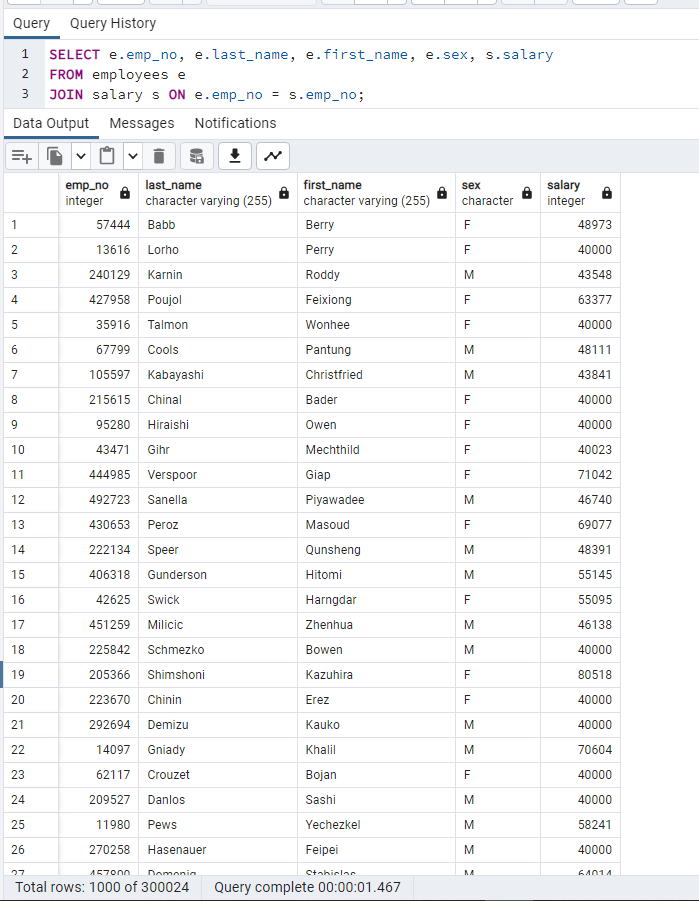 Query Query History
1 SELECT e.emp_no, e.last_name, e.first_name, e.sex, s.salary
2 FROM employees e
3 JOIN salary s ON e.emp_no = s.emp_no;
Data Output Messages Notifications
emp_no last_name first_name sex salary
integer character varying (255) character varying (255) character integer
1 57444 Babb Berry F 48973
2 13616 Lorho Perry F 40000
3 240129 Karnin Roddy M 43548
4 427958 Poujol Feixiong F 63377
5 35916 Talmon Wonhee F 40000
6 67799 Cools Pantung M 48111
7 105597 Kabayashi Christfried M 43841
8 215615 Chinal Bader F 40000
9 95280 Hiraishi Owen F 40000
10 43471 Gihr Mechthild F 40023
11 444985 Verspoor Giap F 71042
12 492723 Sanella Piyawadee M 46740
13 430653 Peroz Masoud F 69077
14 222134 Speer Qunsheng M 48391
15 406318 Gunderson Hitomi M 55145
16 42625 Swick Harngdar F 55095
17 451259 Milicic Zhenhua M 46138
18 225842 Schmezko Bowen M 40000
19 205366 Shimshoni Kazuhira F 80518
20 223670 Chinin Erez F 40000
21 292694 Demizu Kauko M 40000
22 14097 Gniady Khalil M 70604
23 62117 Crouzet Bojan F 40000
24 209527 Danlos Sashi M 40000
25 11980 Pews Yechezkel M 58241
26 270258 Hasenauer Feipei M 40000
27 457800 Domenig Stabislas M 64014
Total rows: 1000 of 300024 Query complete 00:00:01.467